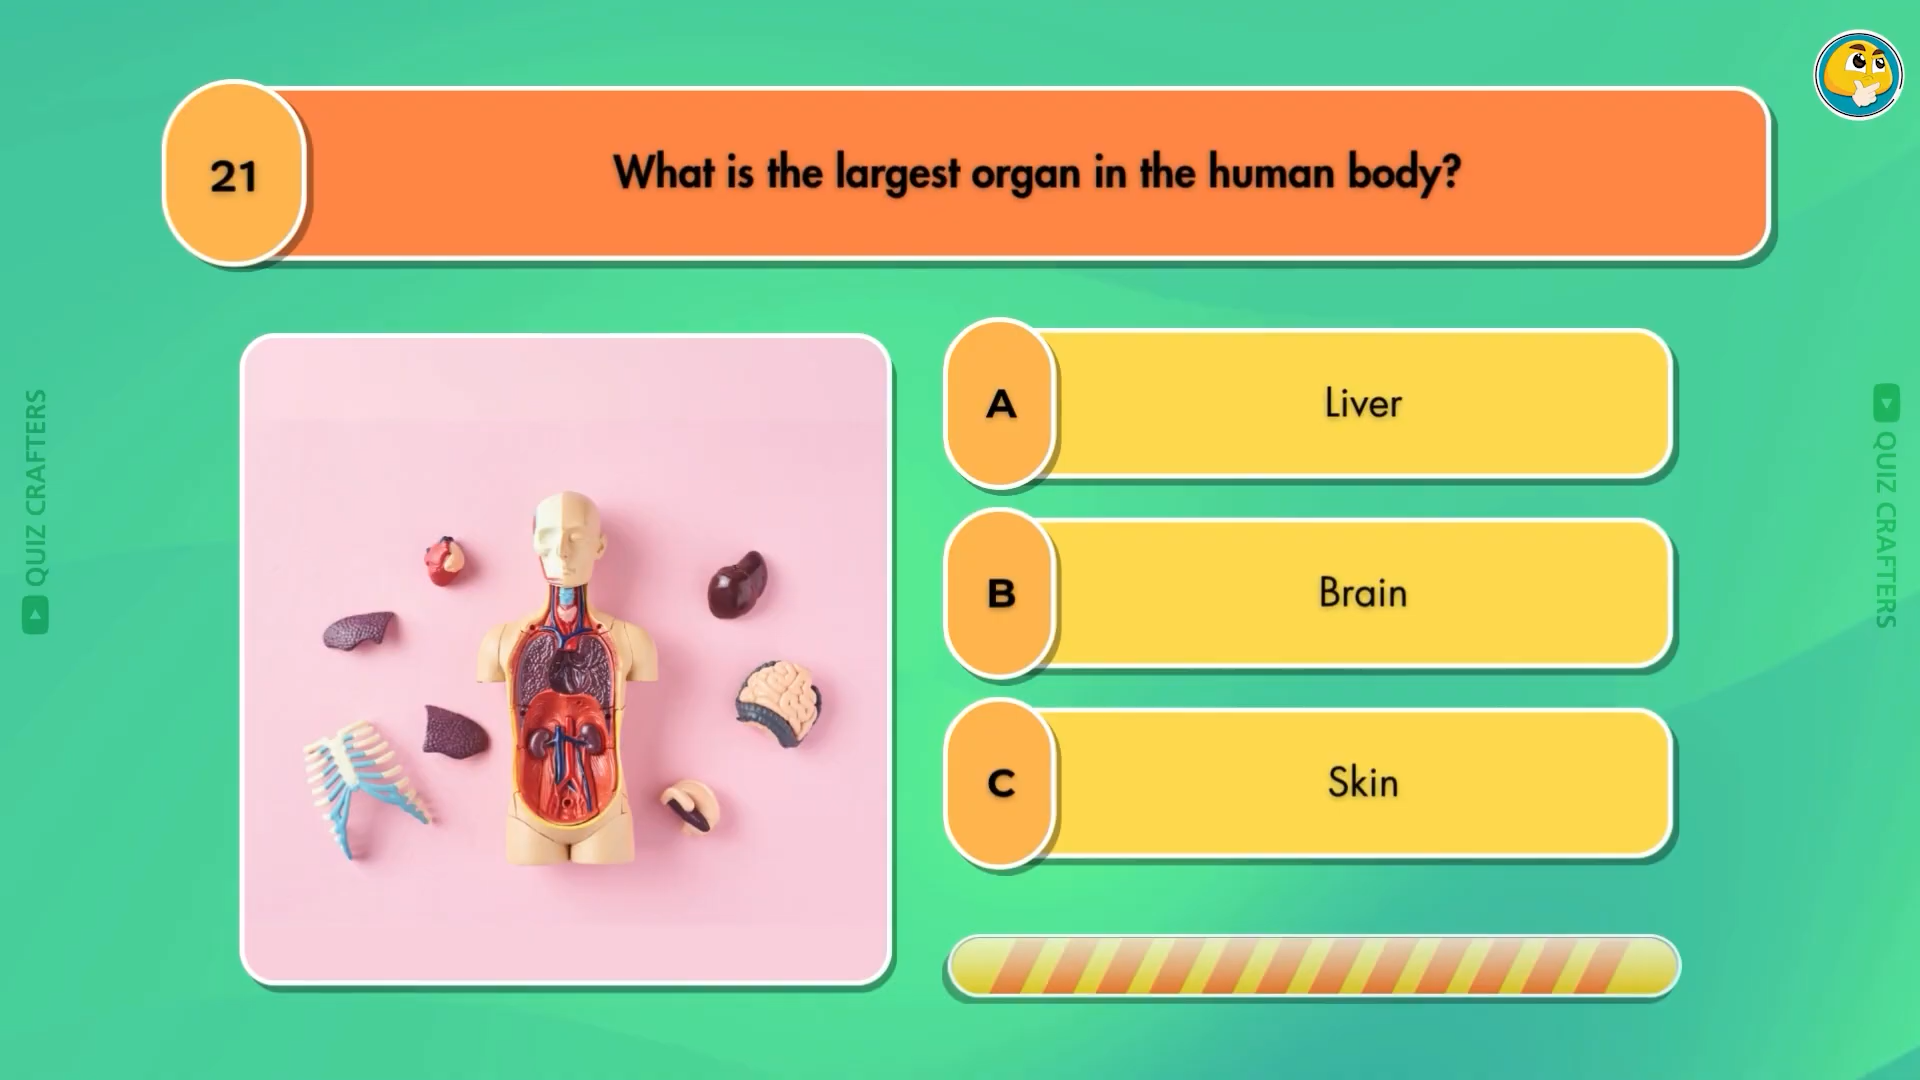 21
What is the largest organ in the human body?
A
Liver
B
Brain
C
Skin
QUIZ CRAFTERS
QUIZ CRAFTERS